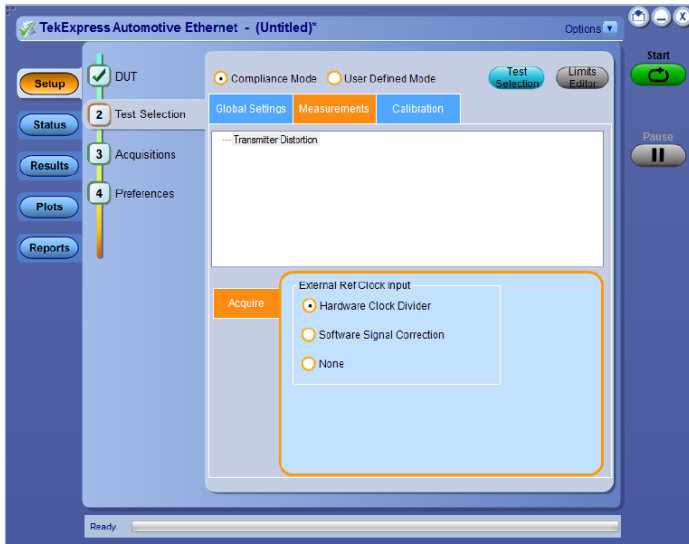 TekExpress Automotive Ethernet - (Untitled)*
Options
Start
Pause
Setup
Status
Results
Plots
Reports
DUT
2 Test Selection
3 Acquisitions
4 Preferences
Compliance Mode
User Defined Mode
Test Selection
Limits Editor
Global Settings
Measurements
Calibration
Transmitter Distortion
Acquire
External Ref Clock Input
Hardware Clock Divider
Software Signal Correction
None
Ready.